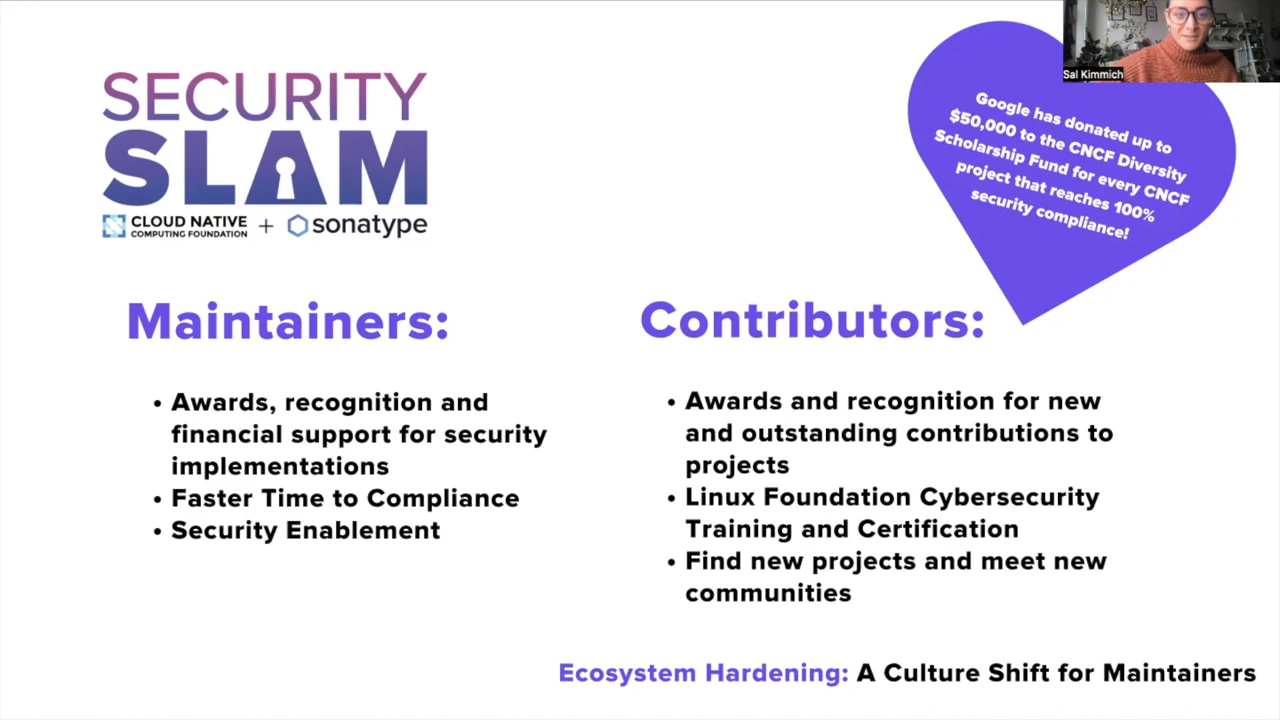 SECURITY
SLAM
CLOUD NATIVE
COMPUTING FOUNDATION
+
sonatype
Sal Kimmich
Google has donated up to
$50,000 to the CNCF Diversity
Scholarship Fund for every CNCF
project that reaches 100%
security compliance!
Maintainers:
• Awards, recognition and
financial support for security
implementations
• Faster Time to Compliance
• Security Enablement
Contributors:
• Awards and recognition for new
and outstanding contributions to
projects
• Linux Foundation Cybersecurity
Training and Certification
• Find new projects and meet new
communities
Ecosystem Hardening: A Culture Shift for Maintainers